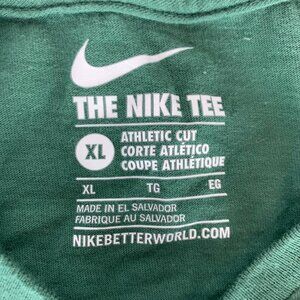 THE NIKE TEE
XL
ATHLETIC CUT
CORTE ATLÉTICO
COUPE ATHLÉTIQUE
XL TG EG
MADE IN EL SALVADOR
FABRIQUE AU SALVADOR
NIKEBETTERWORLD.COM